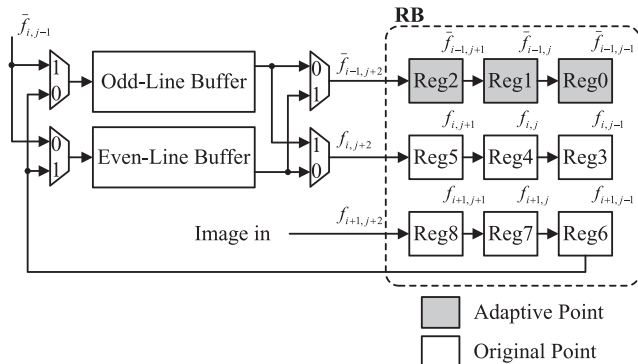 RB
f̄i,j-1
f̄i-1,j+1 f̄i-1,j f̄i-1,j-1
1 0
Odd-Line Buffer
0 1
f̄i-1,j+2
Reg2 Reg1 Reg0
fi,j+1 fi,j fi,j-1
0 1
Even-Line Buffer
1 0
fi,j+2
Reg5 Reg4 Reg3
fi+1,j+1 fi+1,j fi+1,j-1
Image in
fi+1,j+2
Reg8 Reg7 Reg6
Adaptive Point
Original Point